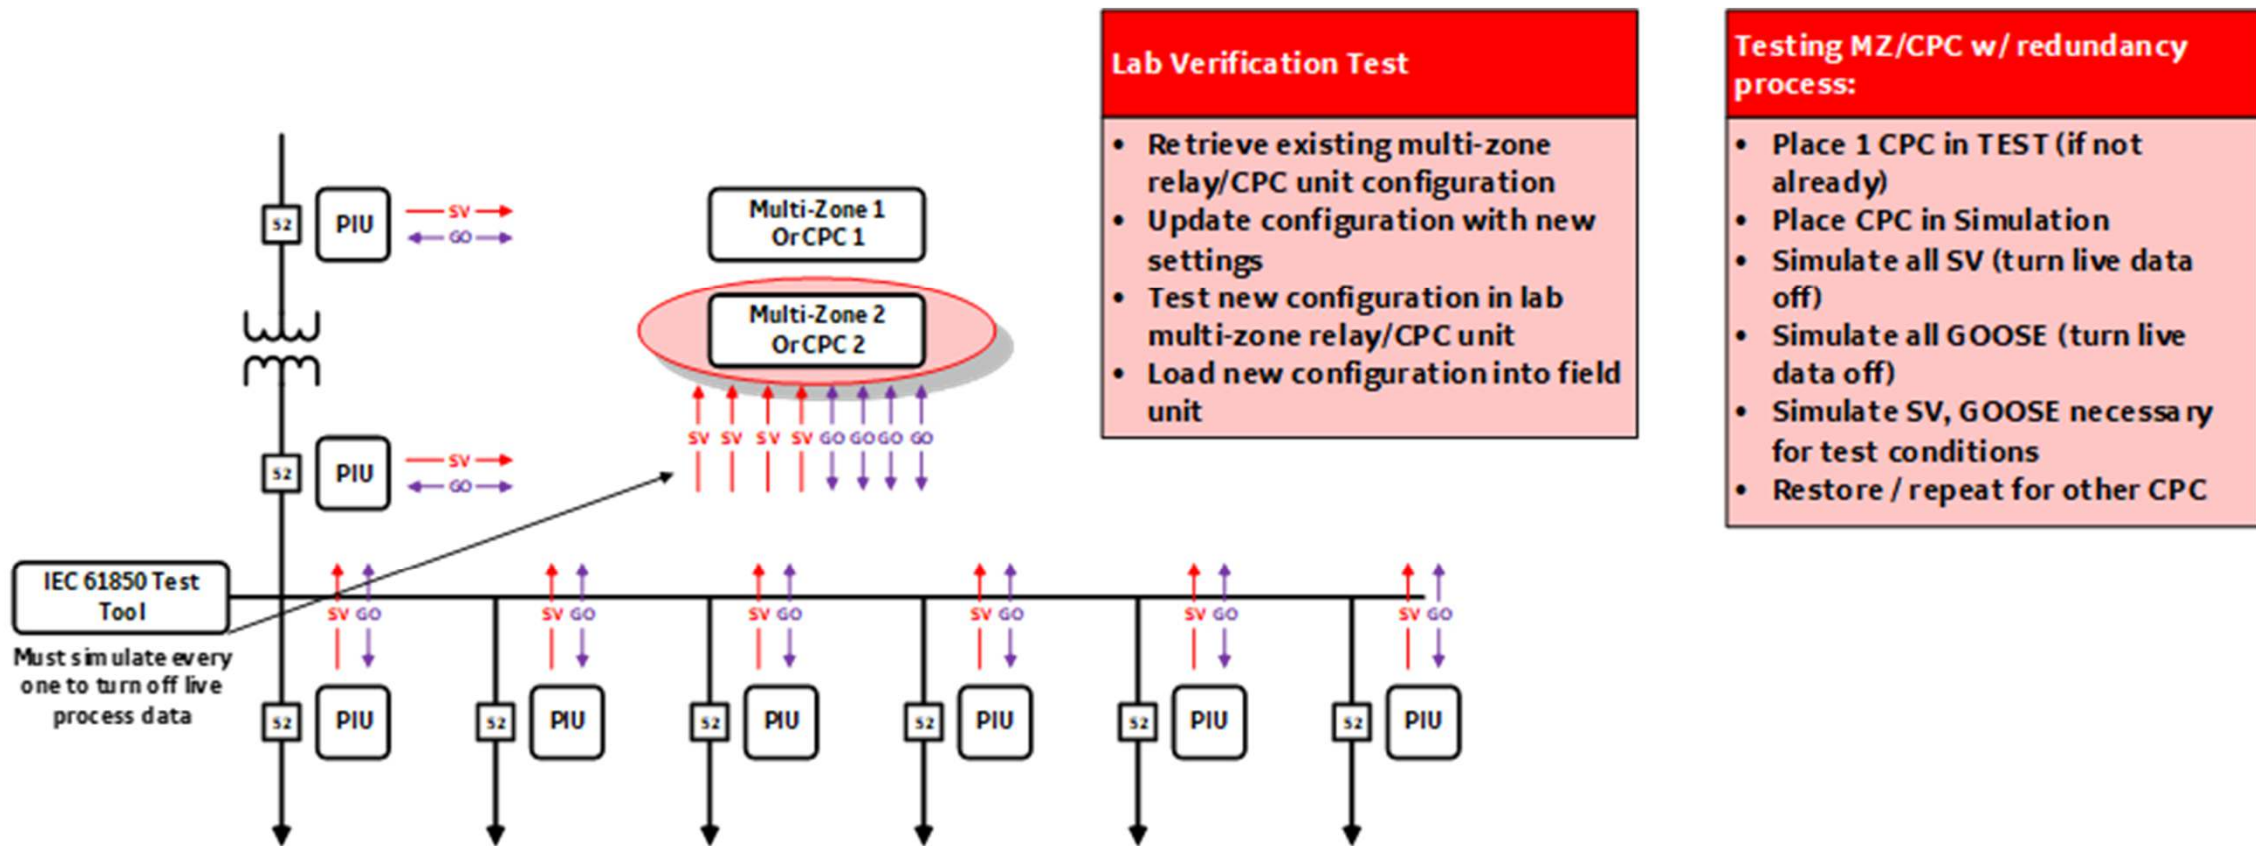 Lab Verification Test
• Retrieve existing multi-zone
relay/CPC unit configuration
• Update configuration with new
settings
• Test new configuration in lab
multi-zone relay/CPC unit
• Load new configuration into field
unit
Testing MZ/CPC w/ redundancy
process:
• Place 1 CPC in TEST (if not
already)
• Place CPC in Simulation
• Simulate all SV (turn live data
off)
• Simulate all GOOSE (turn live
data off)
• Simulate SV, GOOSE necessary
for test conditions
• Restore / repeat for other CPC
52
PIU
SV
GO
Multi-Zone 1
Or CPC 1
Multi-Zone 2
Or CPC 2
SV SV SV SV GO GO GO GO
52
PIU
SV
GO
IEC 61850 Test
Tool
Must simulate every
one to turn off live
process data
SV GO SV GO SV GO SV GO SV GO SV GO
52 PIU 52 PIU 52 PIU 52 PIU 52 PIU 52 PIU